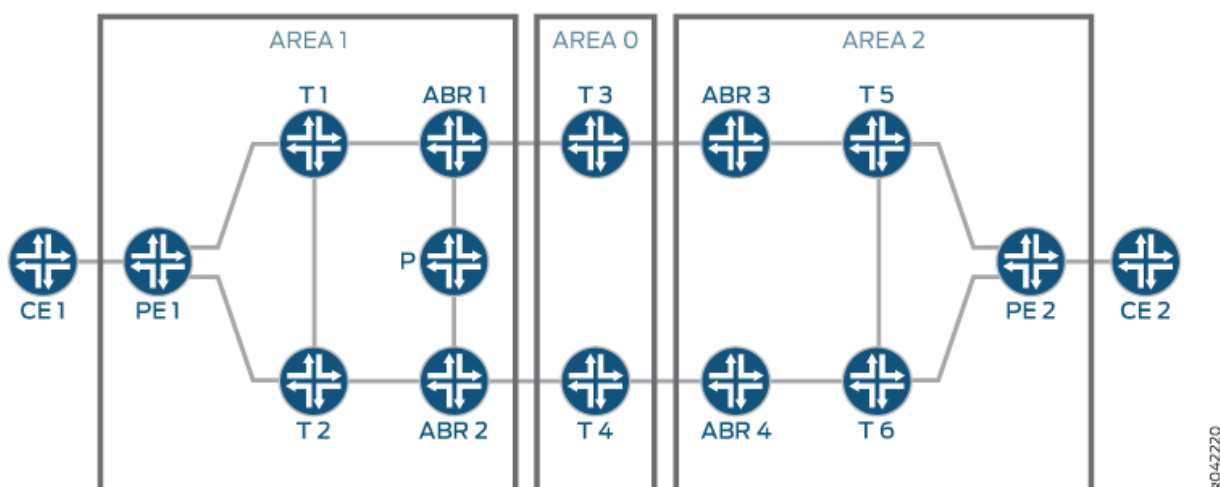 AREA 1
AREA 0
AREA 2
T 1
ABR 1
T 3
ABR 3
T 5
P
CE 1
PE 1
PE 2
CE 2
T 2
ABR 2
T 4
ABR 4
T 6